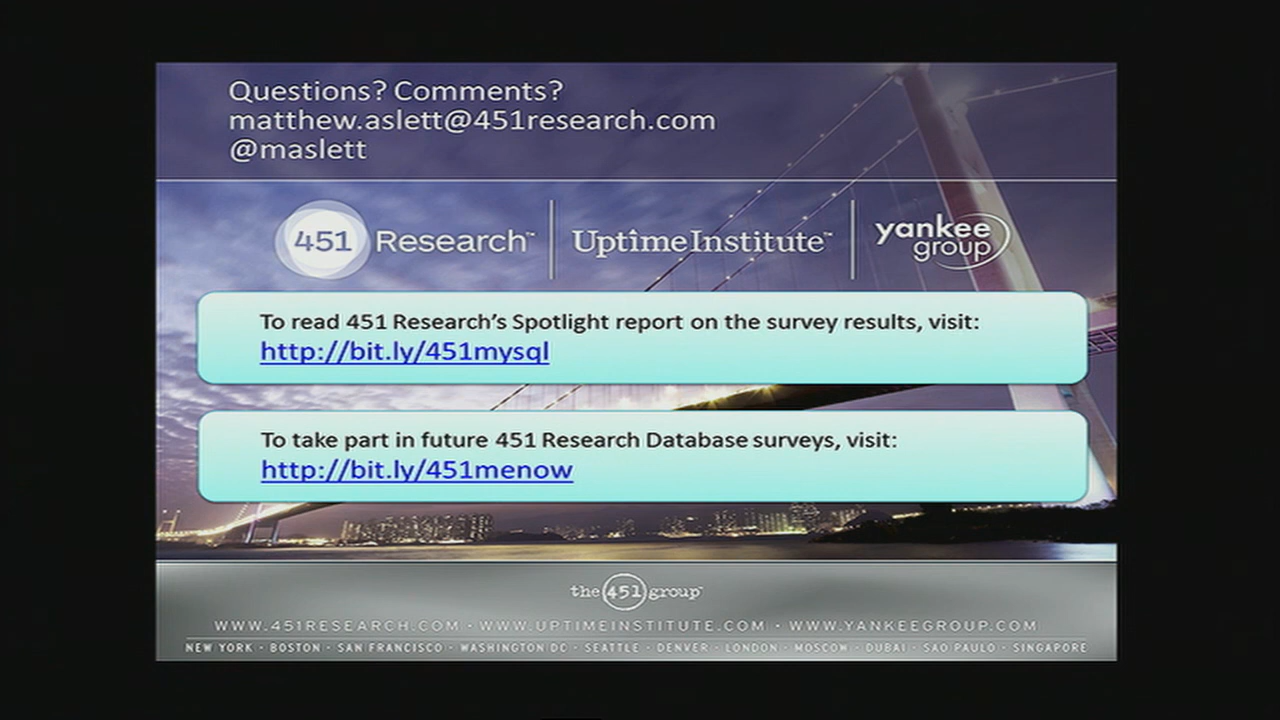 Questions? Comments?
matthew.aslett@451research.com
@maslett
451 Research™ | UptimeInstitute™ | yankee group
To read 451 Research's Spotlight report on the survey results, visit:
http://bit.ly/451mysql
To take part in future 451 Research Database surveys, visit:
http://bit.ly/451menow
the 451 group™
WWW.451RESEARCH.COM · WWW.UPTIMEINSTITUTE.COM · WWW.YANKEEGROUP.COM
NEW YORK · BOSTON · SAN FRANCISCO · WASHINGTON DC · SEATTLE · DENVER · LONDON · MOSCOW · DUBAI · SAO PAULO · SINGAPORE